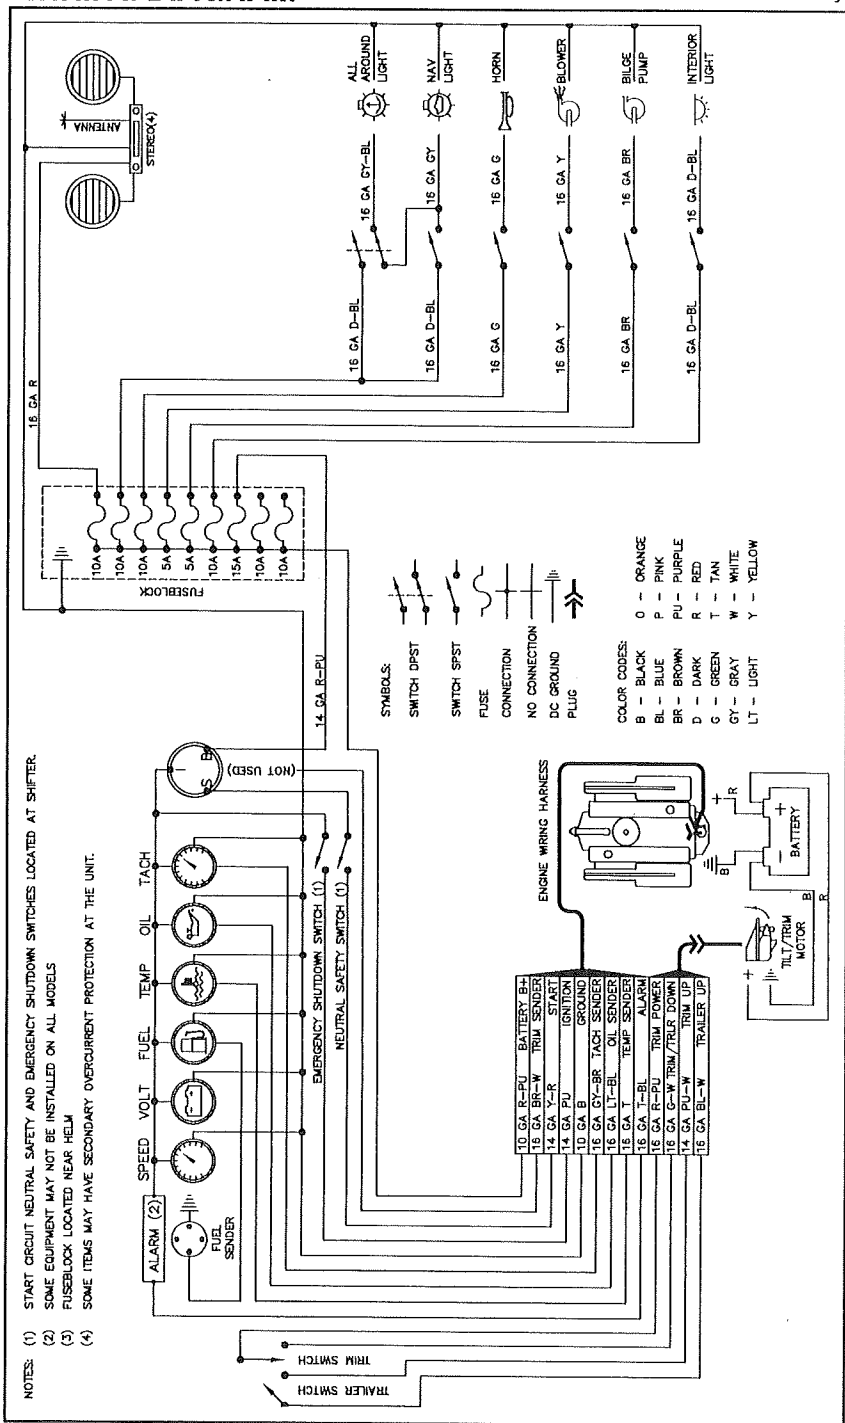 NOTES:
(1) START CIRCUIT NEUTRAL SAFETY AND EMERGENCY SHUTDOWN SWITCHES LOCATED AT SHIFTER.
(2) SOME EQUIPMENT MAY NOT BE INSTALLED ON ALL MODELS
(3) FUSEBLOCK LOCATED NEAR HELM
(4) SOME ITEMS MAY HAVE SECONDARY OVERCURRENT PROTECTION AT THE UNIT.
ALARM (2)
SPEED
VOLT
FUEL
TEMP
OIL
TACH
FUEL
SENDER
I
S
B
(NOT USED)
14 GA R-PU
EMERGENCY SHUTDOWN SWITCH (1)
NEUTRAL SAFETY SWITCH (1)
TRIM SWITCH
TRAILER SWITCH
FUSEBLOCK
10A
10A
10A
5A
5A
10A
15A
10A
10A
16 GA R
ANTENNA
STEREO(4)
ALL
AROUND
LIGHT
NAV
LIGHT
HORN
BLOWER
BILGE
PUMP
INTERIOR
LIGHT
16 GA GY-BL
16 GA GY
16 GA G
16 GA Y
16 GA BR
16 GA D-BL
16 GA D-BL
16 GA D-BL
16 GA G
16 GA Y
16 GA BR
16 GA D-BL
SYMBOLS:
SWITCH DPST
SWITCH SPST
FUSE
CONNECTION
NO CONNECTION
DC GROUND
PLUG
COLOR CODES:
B - BLACK O - ORANGE
BL - BLUE P - PINK
BR - BROWN PU - PURPLE
D - DARK R - RED
G - GREEN T - TAN
GY - GRAY W - WHITE
LT - LIGHT Y - YELLOW
ENGINE WIRING HARNESS
10 GA R-PU BATTERY B+
16 GA BR-W TRIM SENDER
14 GA Y-R START
14 GA PU IGNITION
10 GA B GROUND
16 GA GY-BR TACH SENDER
16 GA LT-BL OIL SENDER
16 GA T TEMP SENDER
16 GA T-BL ALARM
16 GA R-PU TRIM POWER
16 GA G-W TRIM/TRLR DOWN
14 GA PU-W TRIM UP
16 GA BL-W TRAILER UP
TILT/TRIM
MOTOR
+
B
R
B
+
R
-
+
BATTERY